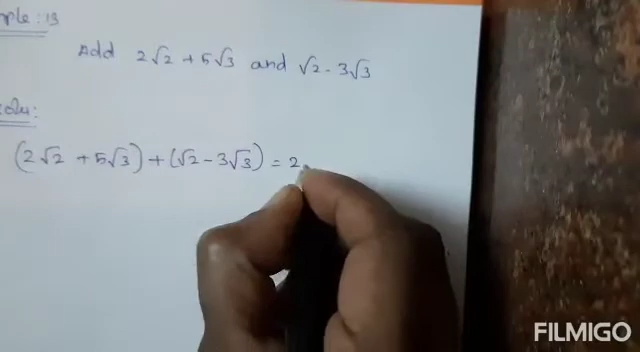 mple: 13
Add 2√2 + 5√3 and √2 - 3√3
Solu:
(2√2 + 5√3) + (√2 - 3√3) = 2
FILMIGO